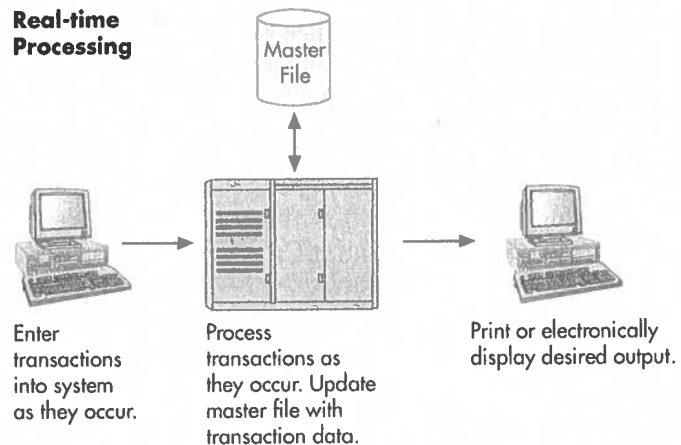 Real-time
Processing
Master
File
Enter
transactions
into system
as they occur.
Process
transactions as
they occur. Update
master file with
transaction data.
Print or electronically
display desired output.